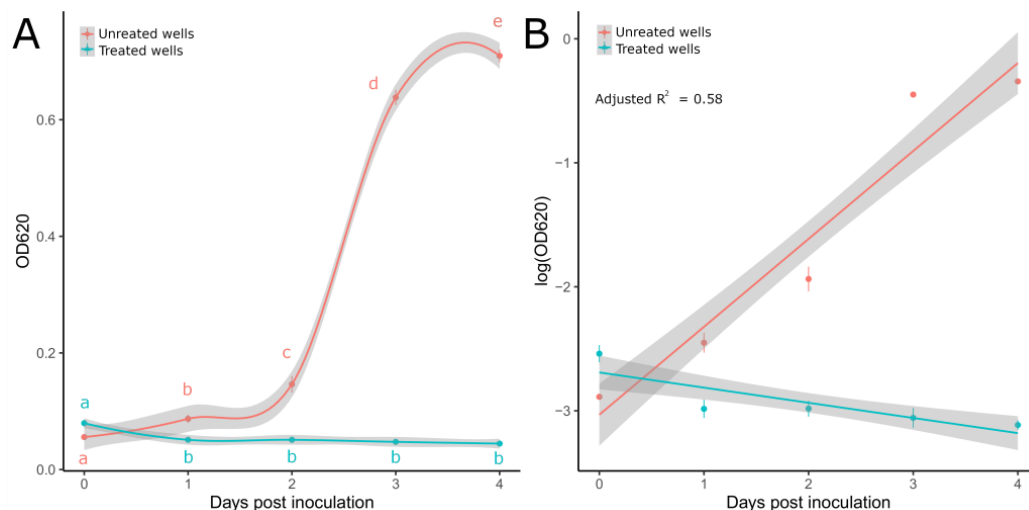 A
Unreated wells
Treated wells
OD620
0.6
0.4
0.2
0.0
a
a
b
b
c
b
d
b
e
b
0
1
2
3
4
Days post inoculation
B
Unreated wells
Treated wells
Adjusted R² = 0.58
log(OD620)
0
−1
−2
−3
0
1
2
3
4
Days post inoculation